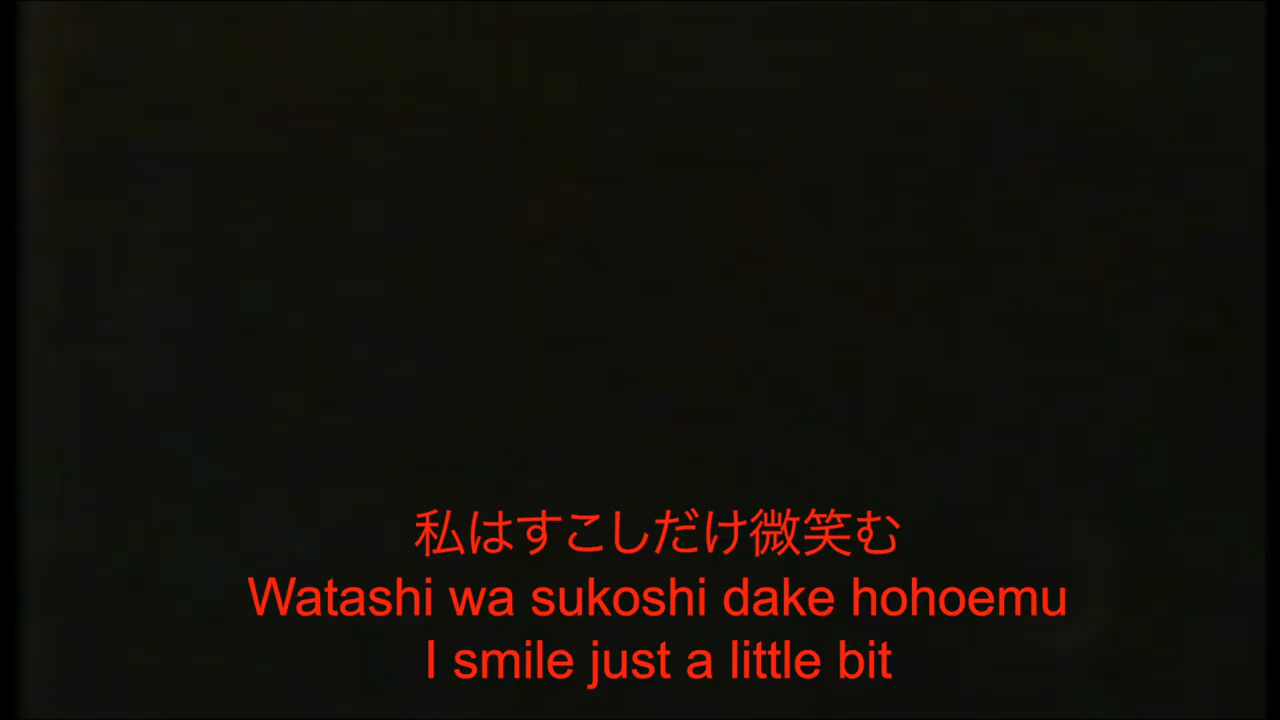 私はすこしだけ微笑む
Watashi wa sukoshi dake hohoemu
I smile just a little bit